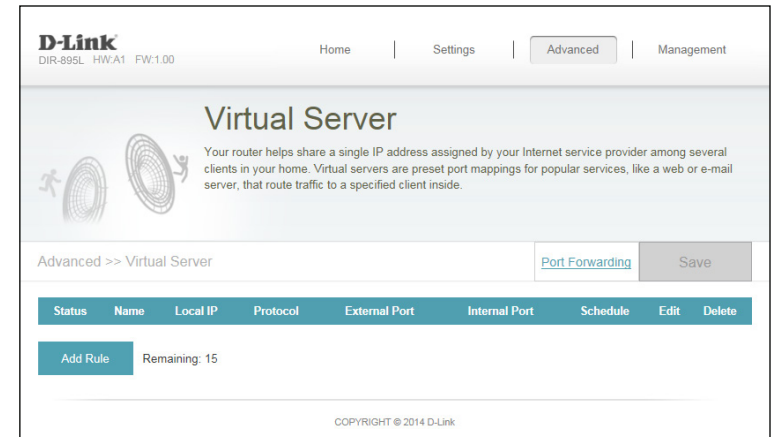 D-Link
DIR-895L HW:A1 FW:1.00
Home
Settings
Advanced
Management
Virtual Server
Your router helps share a single IP address assigned by your Internet service provider among several
clients in your home. Virtual servers are preset port mappings for popular services, like a web or e-mail
server, that route traffic to a specified client inside.
Advanced >> Virtual Server
Port Forwarding
Save
Status Name Local IP Protocol External Port Internal Port Schedule Edit Delete
Add Rule
Remaining: 15
COPYRIGHT © 2014 D-Link